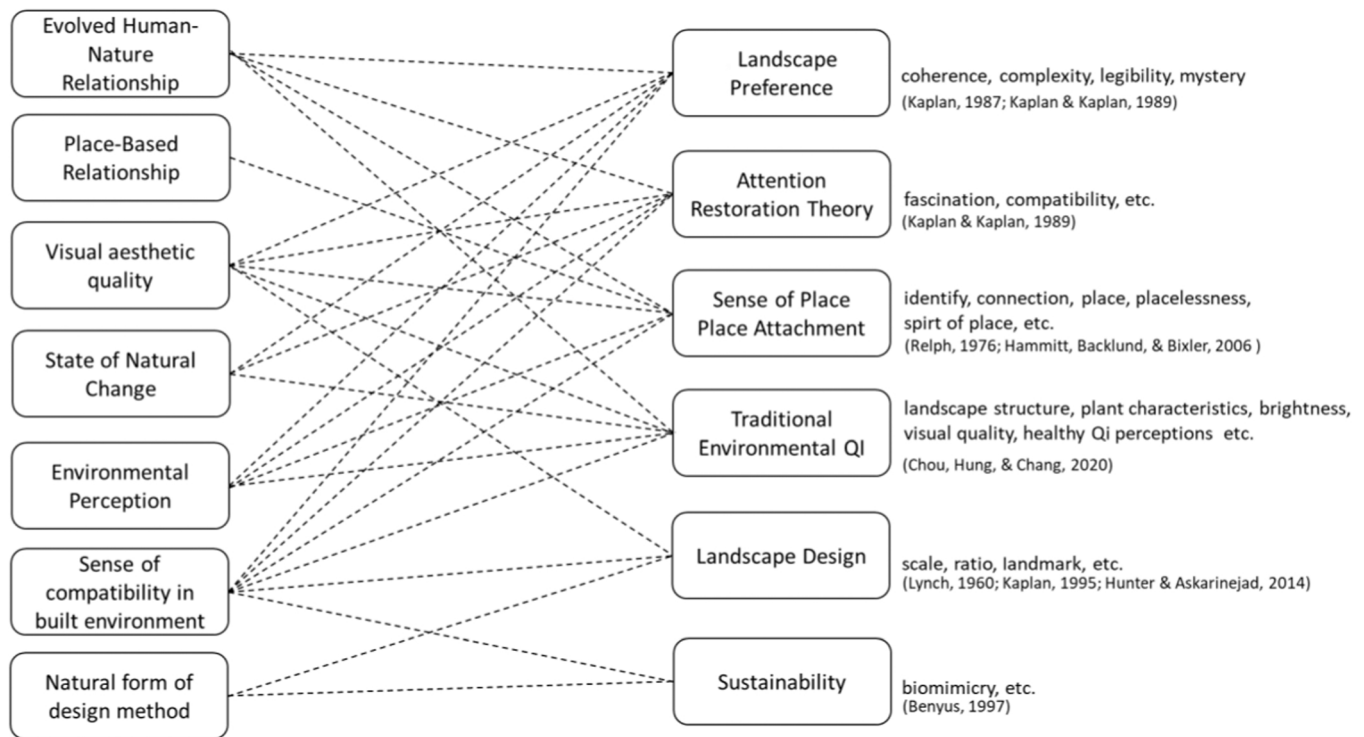 Evolved Human-
Nature
Relationship
Place-Based
Relationship
Visual aesthetic
quality
State of Natural
Change
Environmental
Perception
Sense of
compatibility in
built environment
Natural form of
design method
Landscape
Preference
coherence, complexity, legibility, mystery
(Kaplan, 1987; Kaplan & Kaplan, 1989)
Attention
Restoration Theory
fascination, compatibility, etc.
(Kaplan & Kaplan, 1989)
Sense of Place
Place Attachment
identify, connection, place, placelessness,
spirt of place, etc.
(Relph, 1976; Hammitt, Backlund, & Bixler, 2006 )
Traditional
Environmental QI
landscape structure, plant characteristics, brightness,
visual quality, healthy Qi perceptions etc.
(Chou, Hung, & Chang, 2020)
Landscape Design
scale, ratio, landmark, etc.
(Lynch, 1960; Kaplan, 1995; Hunter & Askarinejad, 2014)
Sustainability
biomimicry, etc.
(Benyus, 1997)